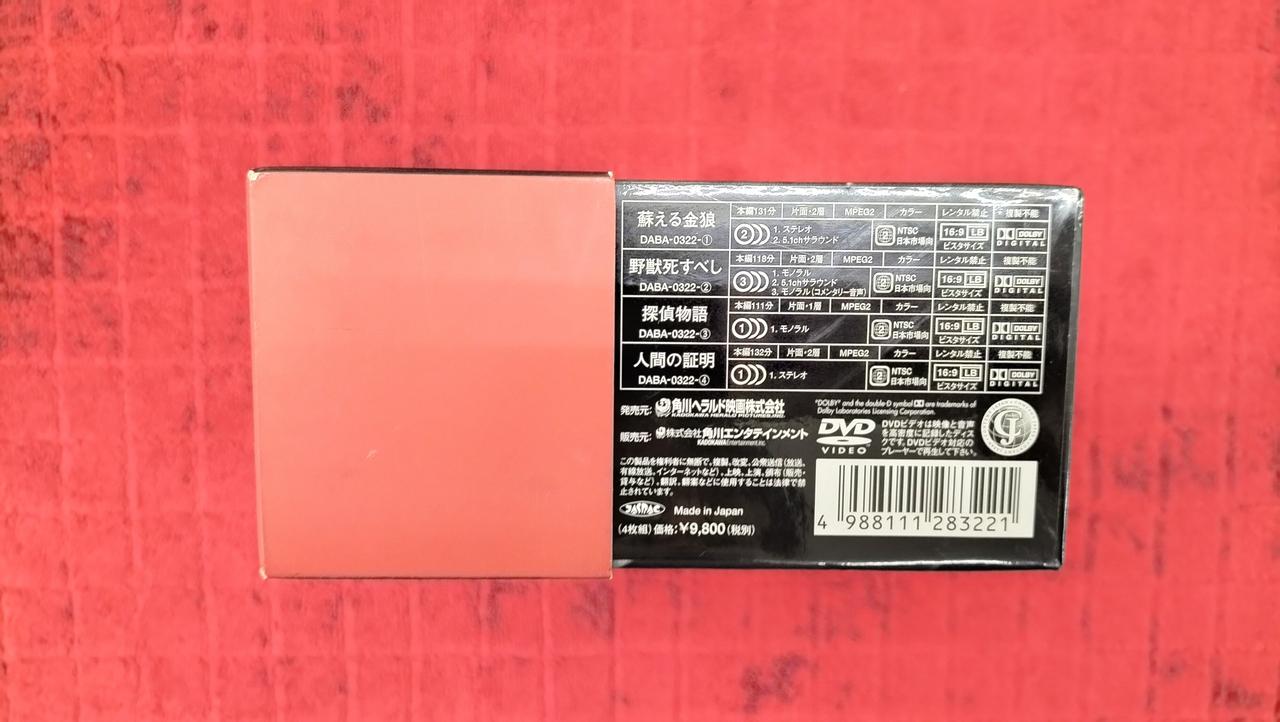 蘇える金狼
DABA-0322-①
本編131分 片面・2層 MPEG2 カラー レンタル禁止 複製不能
2 1. ステレオ
2. 5.1chサラウンド
2 NTSC
日本市場向
16:9 LB
ビスタサイズ
DOLBY
DIGITAL
野獣死すべし
DABA-0322-②
本編118分 片面・2層 MPEG2 カラー レンタル禁止 複製不能
3 1. モノラル
2. 5.1chサラウンド
3. モノラル(コメンタリー音声)
2 NTSC
日本市場向
16:9 LB
ビスタサイズ
DOLBY
DIGITAL
探偵物語
DABA-0322-③
本編111分 片面・1層 MPEG2 カラー レンタル禁止 複製不能
1 1. モノラル
2 NTSC
日本市場向
16:9 LB
ビスタサイズ
DOLBY
DIGITAL
人間の証明
DABA-0322-④
本編132分 片面・2層 MPEG2 カラー レンタル禁止 複製不能
1 1. ステレオ
2 NTSC
日本市場向
16:9 LB
ビスタサイズ
DOLBY
DIGITAL
発売元: 角川ヘラルド映画株式会社
KADOKAWA HERALD PICTURES, INC.
販売元: 株式会社角川エンタテインメント
KADOKAWA Entertainment, Inc.
この製品を権利者に無断で、複製、改変、公衆送信(放送、
有線放送、インターネットなど)、上映、上演、頒布(販売・
貸与など)、翻訳、翻案などに使用することは法律で禁
止されています。
Made in Japan
(4枚組) 価格:¥9,800(税別)
"DOLBY" and the double-D symbol are trademarks of
Dolby Laboratories Licensing Corporation.
DVD
VIDEO
DVDビデオは映像と音声
を高密度に記録したディス
クです。DVDビデオ対応の
プレーヤーで再生して下さい。
4 988111 283221